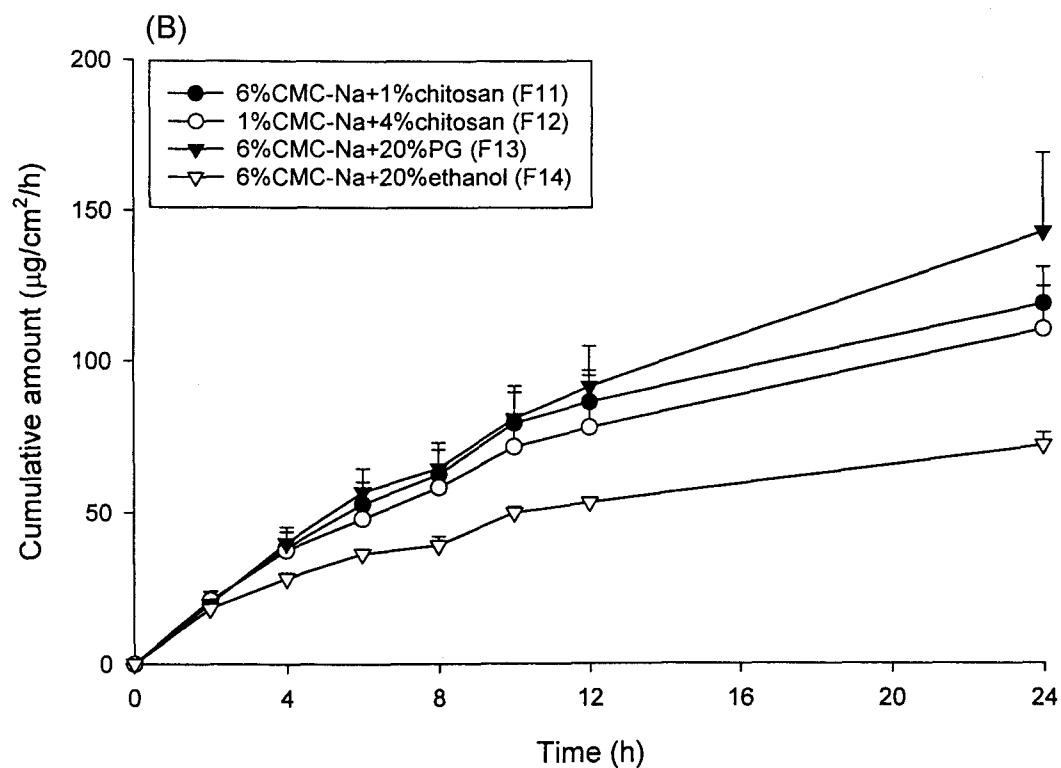 (B)
200
150
100
50
0
Cumulative amount (µg/cm²/h)
6%CMC-Na+1%chitosan (F11)
1%CMC-Na+4%chitosan (F12)
6%CMC-Na+20%PG (F13)
6%CMC-Na+20%ethanol (F14)
0 4 8 12 16 20 24
Time (h)